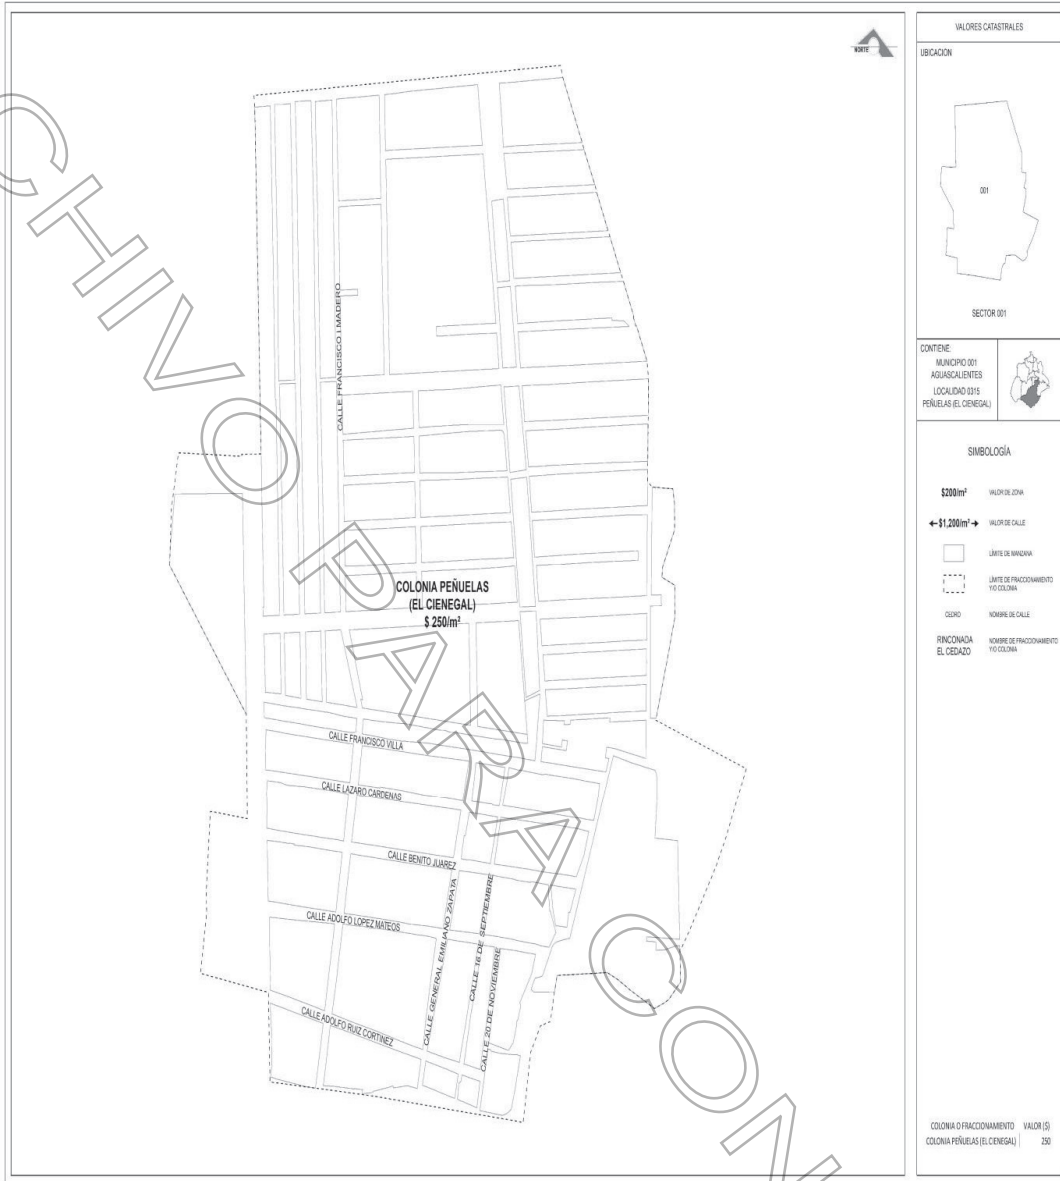 NORTE
CALLE FRANCISCO I MADERO
COLONIA PEÑUELAS
(EL CIENEGAL)
$ 250/m²
CALLE FRANCISCO VILLA
CALLE LAZARO CARDENAS
CALLE BENITO JUAREZ
CALLE ADOLFO LOPEZ MATEOS
CALLE GENERAL EMILIANO ZAPATA
CALLE 16 DE SEPTIEMBRE
CALLE 20 DE NOVIEMBRE
CALLE ADOLFO RUIZ CORTINEZ
CHIVO PARA CON
VALORES CATASTRALES
UBICACION
001
SECTOR 001
CONTIENE:
MUNICIPIO 001
AGUASCALIENTES
LOCALIDAD 0315
PEÑUELAS (EL CIENEGAL)
SIMBOLOGÍA
$200/m² VALOR DE ZONA
←$1,200/m²→ VALOR DE CALLE
LÍMITE DE MANZANA
LÍMITE DE FRACCIONAMIENTO
Y/O COLONIA
CEDRO NOMBRE DE CALLE
RINCONADA
EL CEDAZO
NOMBRE DE FRACCIONAMIENTO
Y/O COLONIA
COLONIA O FRACCIONAMIENTO VALOR ($)
COLONIA PEÑUELAS (EL CIENEGAL) 250